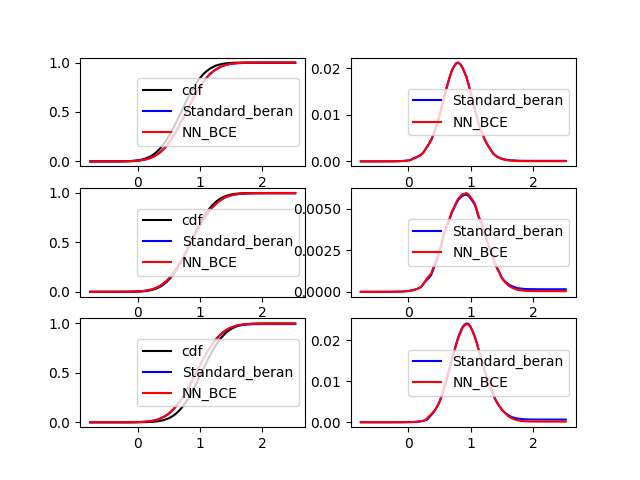 1.0
0.5
0.0
cdf
Standard_beran
NN_BCE
0 1 2
0.02
0.01
0.00
Standard_beran
NN_BCE
0 1 2
1.0
0.5
0.0
cdf
Standard_beran
NN_BCE
0 1 2
0.0050
0.0025
0.0000
Standard_beran
NN_BCE
0 1 2
1.0
0.5
0.0
cdf
Standard_beran
NN_BCE
0 1 2
0.02
0.01
0.00
Standard_beran
NN_BCE
0 1 2